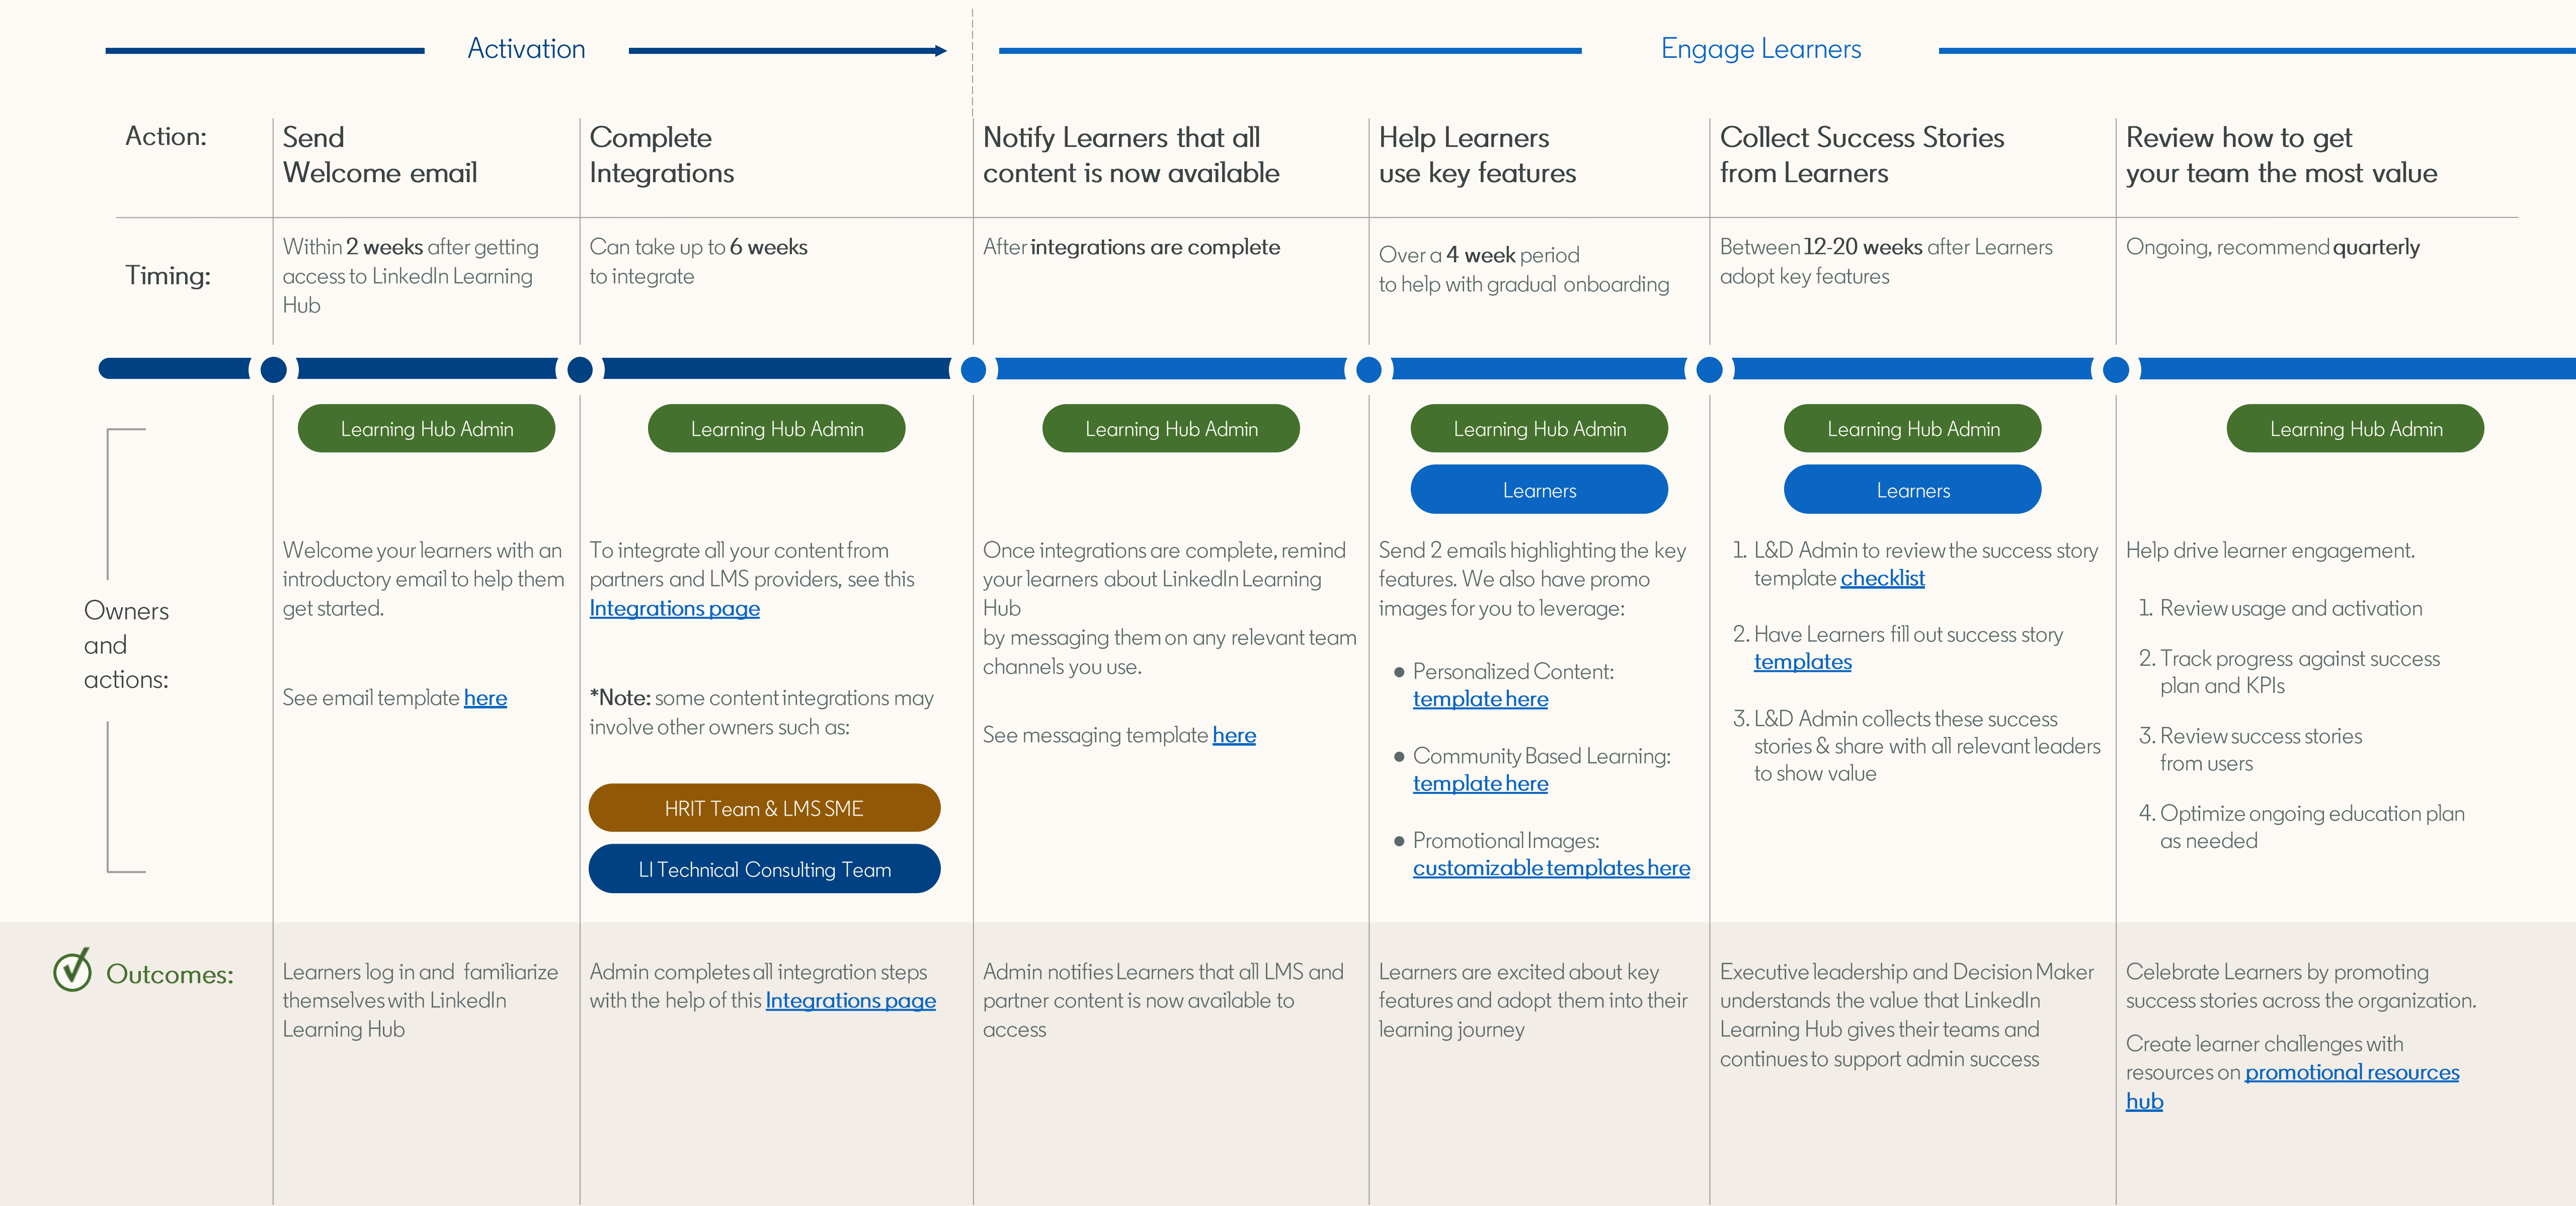 Activation
Engage Learners
Action:
Send
Welcome email
Complete
Integrations
Notify Learners that all
content is now available
Help Learners
use key features
Collect Success Stories
from Learners
Review how to get
your team the most value
Timing:
Within 2 weeks after getting
access to LinkedIn Learning
Hub
Can take up to 6 weeks
to integrate
After integrations are complete
Over a 4 week period
to help with gradual onboarding
Between 12-20 weeks after Learners
adopt key features
Ongoing, recommend quarterly
Owners
and
actions:
Learning Hub Admin
Welcome your learners with an
introductory email to help them
get started.
See email template here
Learning Hub Admin
To integrate all your content from
partners and LMS providers, see this
Integrations page
*Note: some content integrations may
involve other owners such as:
HRIT Team & LMS SME
LI Technical Consulting Team
Learning Hub Admin
Once integrations are complete, remind
your learners about LinkedIn Learning
Hub
by messaging them on any relevant team
channels you use.
See messaging template here
Learning Hub Admin
Learners
Send 2 emails highlighting the key
features. We also have promo
images for you to leverage:
● Personalized Content:
template here
● Community Based Learning:
template here
● Promotional Images:
customizable templates here
Learning Hub Admin
Learners
1. L&D Admin to review the success story
template checklist
2. Have Learners fill out success story
templates
3. L&D Admin collects these success
stories & share with all relevant leaders
to show value
Learning Hub Admin
Help drive learner engagement.
1. Review usage and activation
2. Track progress against success
plan and KPIs
3. Review success stories
from users
4. Optimize ongoing education plan
as needed
Outcomes:
Learners log in and familiarize
themselves with LinkedIn
Learning Hub
Admin completes all integration steps
with the help of this Integrations page
Admin notifies Learners that all LMS and
partner content is now available to
access
Learners are excited about key
features and adopt them into their
learning journey
Executive leadership and Decision Maker
understands the value that LinkedIn
Learning Hub gives their teams and
continues to support admin success
Celebrate Learners by promoting
success stories across the organization.
Create learner challenges with
resources on promotional resources
hub